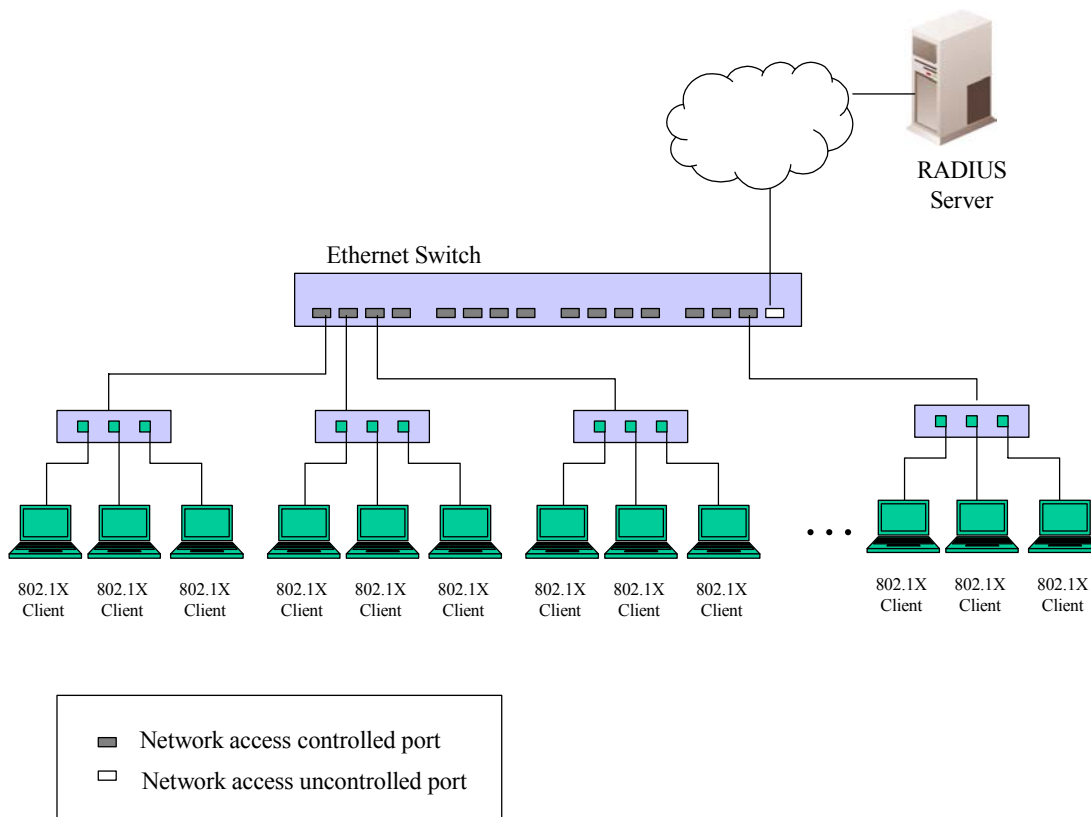 RADIUS
Server
Ethernet Switch
802.1X
Client
802.1X
Client
802.1X
Client
802.1X
Client
802.1X
Client
802.1X
Client
802.1X
Client
802.1X
Client
802.1X
Client
802.1X
Client
802.1X
Client
802.1X
Client
Network access controlled port
Network access uncontrolled port